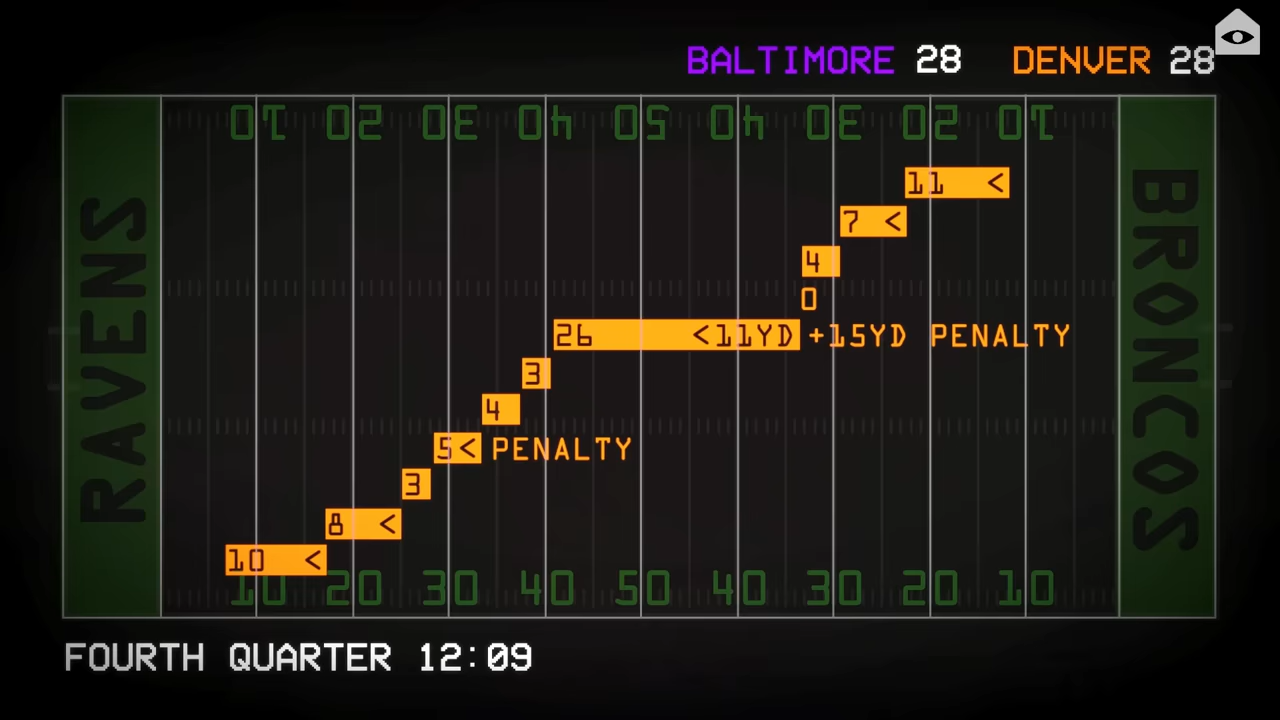 BALTIMORE 28 DENVER 28
10 20 30 40 50 40 30 20 10
11 <
7 <
4
0
26 <11YD +15YD PENALTY
3
4
5< PENALTY
3
8 <
10 <
10 20 30 40 50 40 30 20 10
RAVENS
BRONCOS
FOURTH QUARTER 12:09